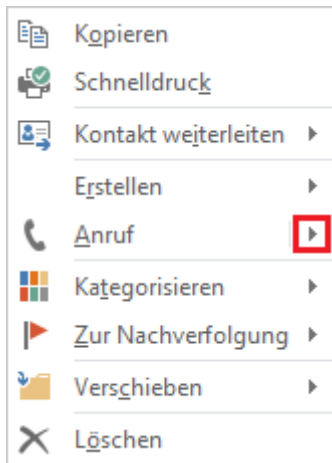 Kopieren
Schnelldruck
Kontakt weiterleiten
Erstellen
Anruf
Kategorisieren
Zur Nachverfolgung
Verschieben
Löschen